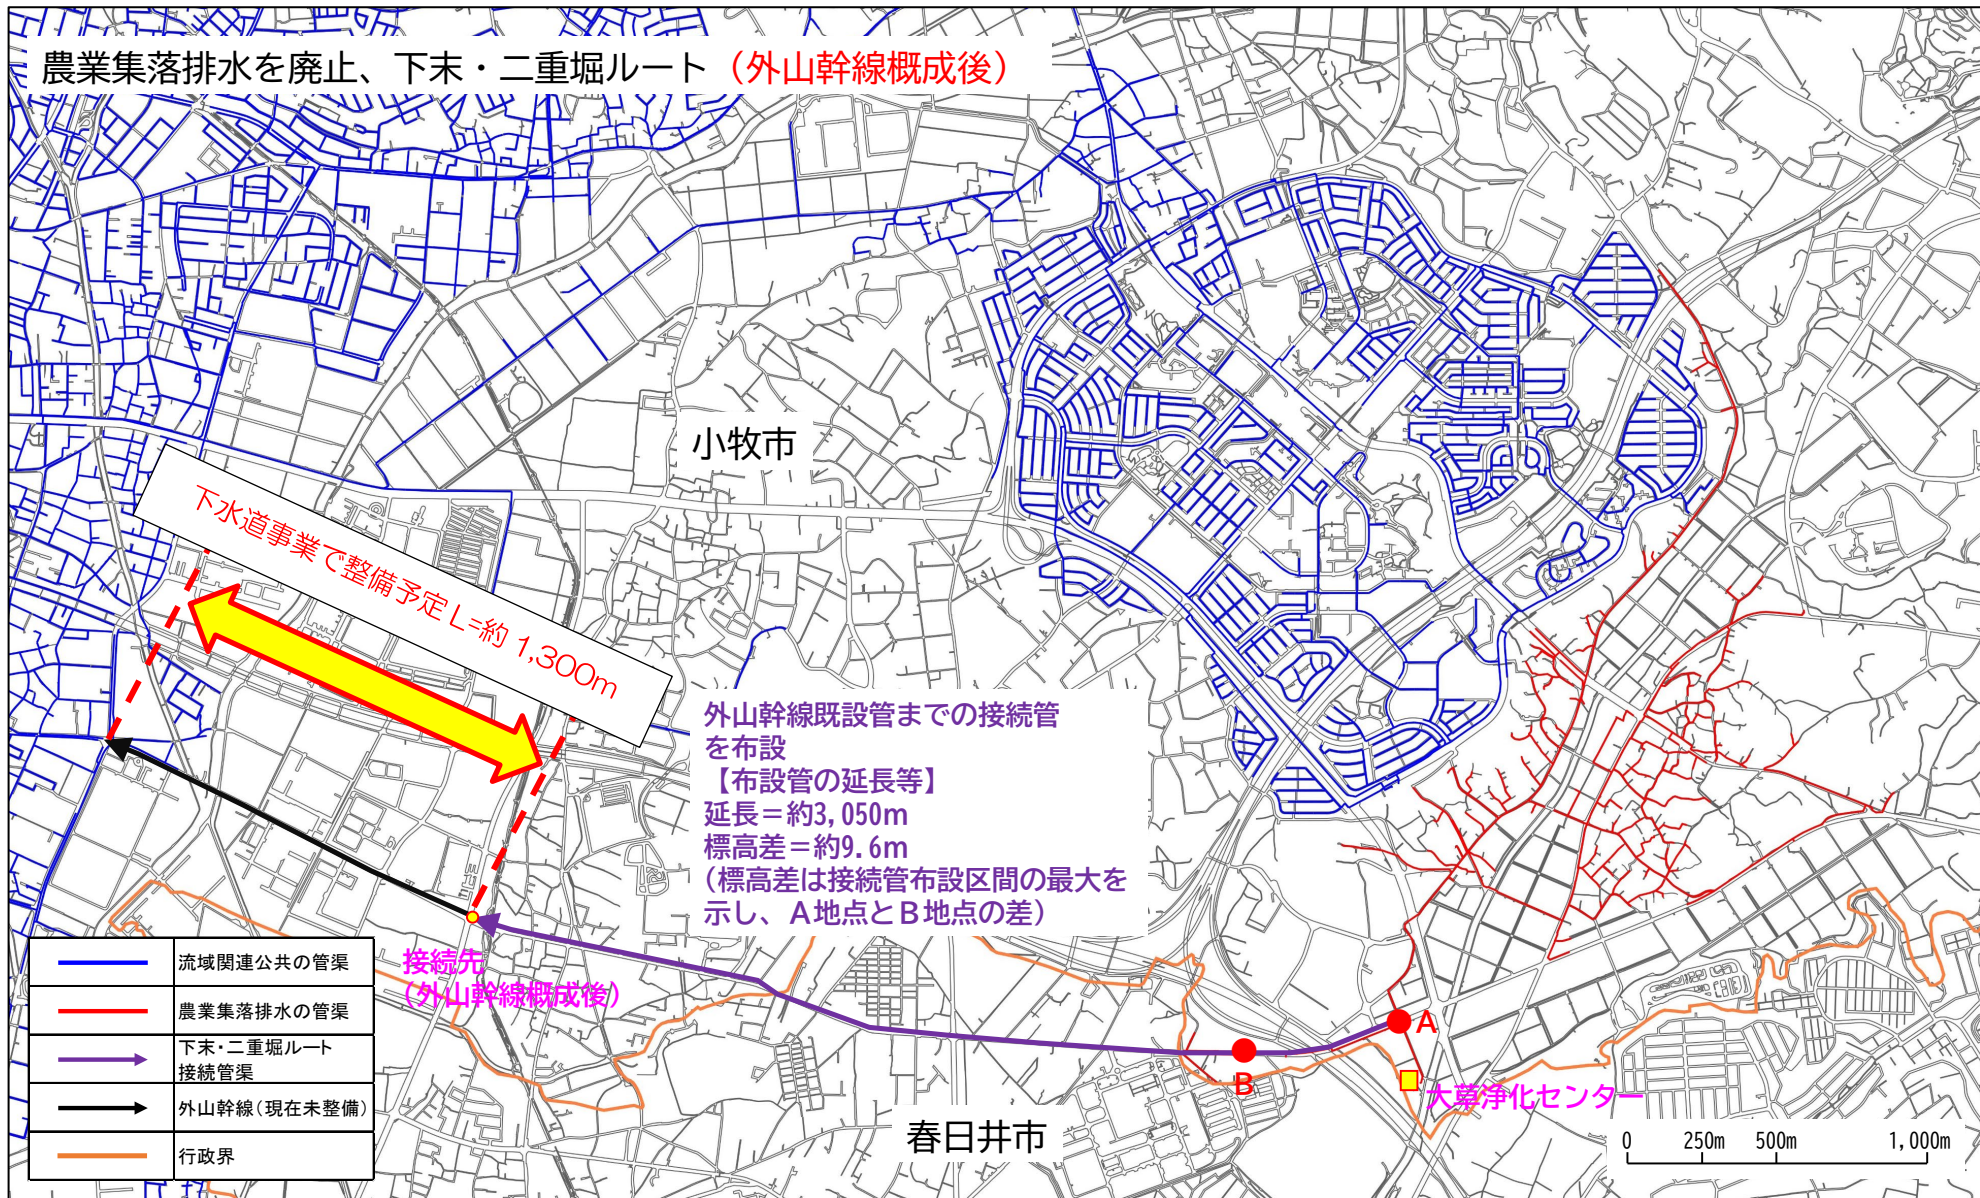 農業集落排水を廃止、下末・二重堀ルート（外山幹線概成後）
小牧市
下水道事業で整備予定L=約 1,300m
外山幹線既設管までの接続管
を布設
【布設管の延長等】
延長＝約3,050m
標高差＝約9.6m
(標高差は接続管布設区間の最大を
示し、A地点とB地点の差)
接続先
（外山幹線概成後）
A
B
大草浄化センター
春日井市
流域関連公共の管渠
農業集落排水の管渠
下末・二重堀ルート
接続管渠
外山幹線（現在未整備）
行政界
0 250m 500m 1,000m